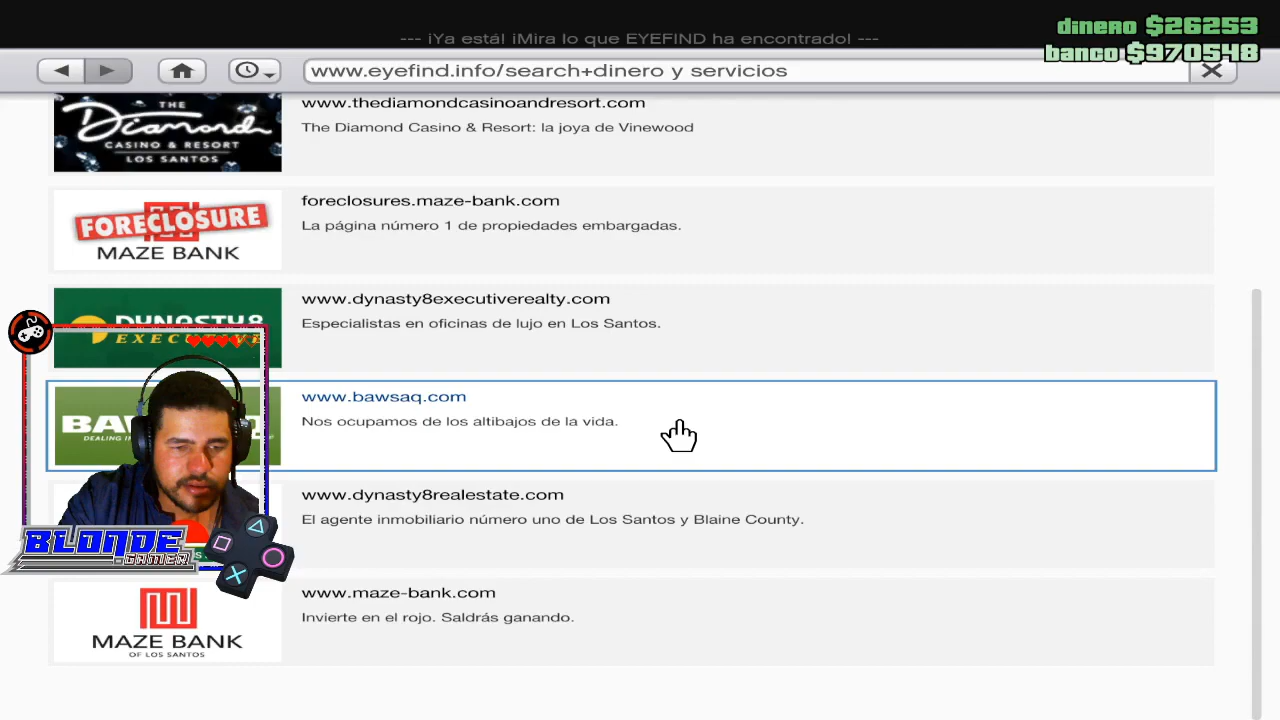 dinero $26253
--- ¡Ya está! ¡Mira lo que EYEFIND ha encontrado! ---
banco $970548
www.eyefind.info/search+dinero y servicios
THE
Diamond
CASINO & RESORT
LOS SANTOS
www.thediamondcasinoandresort.com
The Diamond Casino & Resort: la joya de Vinewood
FORECLOSURE
MAZE BANK
foreclosures.maze-bank.com
La página número 1 de propiedades embargadas.
DYNASTY8
EXECUTIVE
www.dynasty8executiverealty.com
Especialistas en oficinas de lujo en Los Santos.
www.bawsaq.com
Nos ocupamos de los altibajos de la vida.
www.dynasty8realestate.com
El agente inmobiliario número uno de Los Santos y Blaine County.
BLONDE
GAMER
MAZE BANK
OF LOS SANTOS
www.maze-bank.com
Invierte en el rojo. Saldrás ganando.